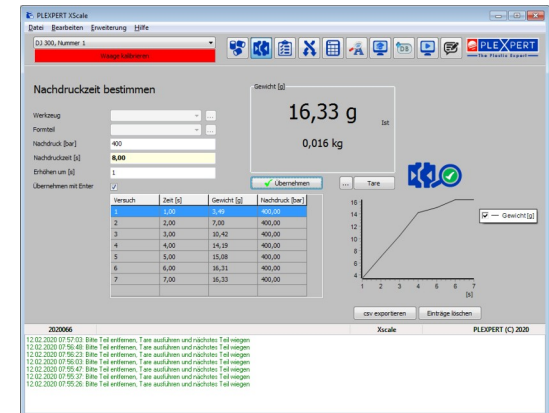 PLEXPERT XScale
Datei Bearbeiten Erweiterung Hilfe
DJ 300, Nummer 1
Waage kalibrieren
DB
PLEXPERT
The Plastic Expert
Nachdruckzeit bestimmen
Gewicht [g]
16,33 g
Ist
0,016 kg
Werkzeug
...
Formteil
...
Nachdruck [bar] 400
Nachdruckzeit [s] 8,00
Erhöhen um [s] 1
Übernehmen mit Enter
Übernehmen
... Tare
Versuch Zeit [s] Gewicht [g] Nachdruck [bar]
1 1,00 3,49 400,00
2 2,00 7,00 400,00
3 3,00 10,42 400,00
4 4,00 14,19 400,00
5 5,00 15,08 400,00
6 6,00 16,31 400,00
7 7,00 16,33 400,00
16
14
12
10
8
6
4
1 2 3 4 5 6 7
[s]
Gewicht [g]
csv exportieren Einträge löschen
2020066 Xscale PLEXPERT (C) 2020
12.02.2020 07:57:03: Bitte Teil entfernen, Tare ausführen und nächstes Teil wiegen
12.02.2020 07:56:48: Bitte Teil entfernen, Tare ausführen und nächstes Teil wiegen
12.02.2020 07:56:23: Bitte Teil entfernen, Tare ausführen und nächstes Teil wiegen
12.02.2020 07:56:03: Bitte Teil entfernen, Tare ausführen und nächstes Teil wiegen
12.02.2020 07:55:47: Bitte Teil entfernen, Tare ausführen und nächstes Teil wiegen
12.02.2020 07:55:37: Bitte Teil entfernen, Tare ausführen und nächstes Teil wiegen
12.02.2020 07:55:26: Bitte Teil entfernen, Tare ausführen und nächstes Teil wiegen